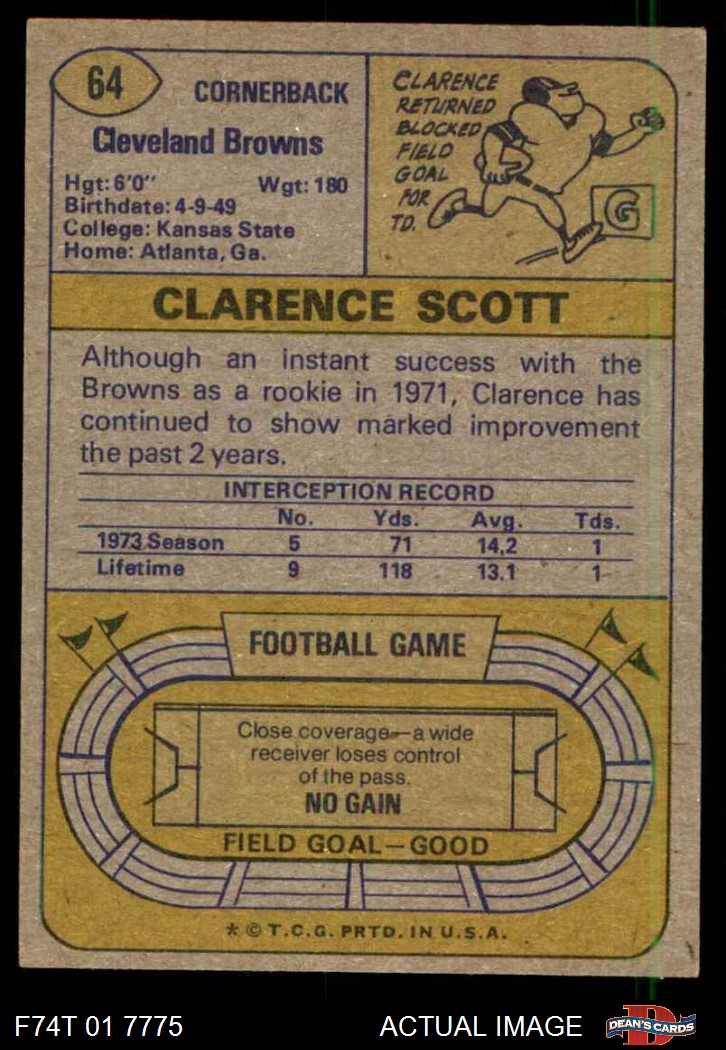 64
CORNERBACK
Cleveland Browns
Hgt: 6'0" Wgt: 180
Birthdate: 4-9-49
College: Kansas State
Home: Atlanta, Ga.
CLARENCE
RETURNED
BLOCKED
FIELD
GOAL
FOR
TD.
G
CLARENCE SCOTT
Although an instant success with the
Browns as a rookie in 1971, Clarence has
continued to show marked improvement
the past 2 years.
INTERCEPTION RECORD
No. Yds. Avg. Tds.
1973 Season 5 71 14.2 1
Lifetime 9 118 13.1 1
FOOTBALL GAME
Close coverage—a wide
receiver loses control
of the pass.
NO GAIN
FIELD GOAL—GOOD
* © T.C.G. PRTD. IN U.S.A.
F74T 01 7775
ACTUAL IMAGE
D
DEAN'S CARDS